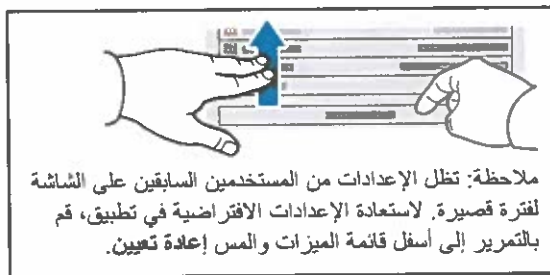 ملاحظة: تظل الإعدادات من المستخدمين السابقين على الشاشة
لفترة قصيرة. لاستعادة الإعدادات الافتراضية في تطبيق، قم
بالتمرير إلى أسفل قائمة الميزات والمس إعادة تعيين.